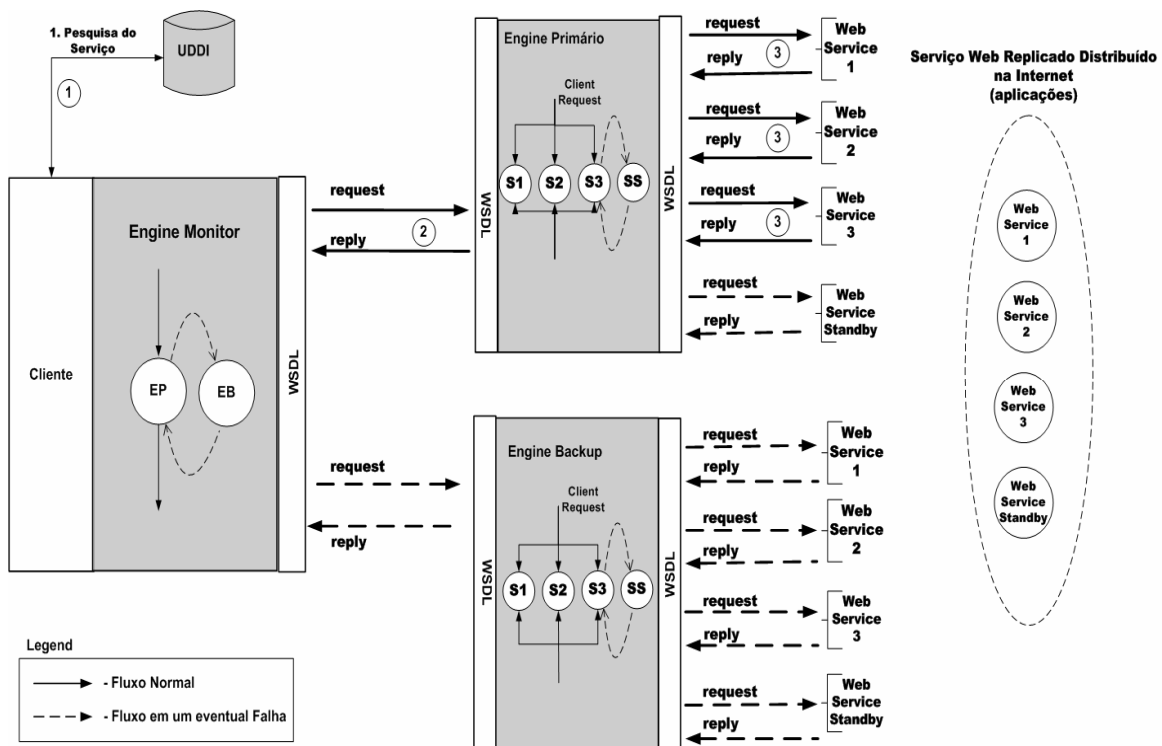 1. Pesquisa do
Serviço
UDDI
1
Cliente
Engine Monitor
EP
EB
WSDL
request
reply
2
request
reply
WSDL
Engine Primário
Client
Request
S1
S2
S3
SS
WSDL
request
reply
3
Web
Service
1
request
reply
3
Web
Service
2
request
reply
3
Web
Service
3
request
reply
Web
Service
Standby
WSDL
Engine Backup
Client
Request
S1
S2
S3
SS
WSDL
request
reply
Web
Service
1
request
reply
Web
Service
2
request
reply
Web
Service
3
request
reply
Web
Service
Standby
Serviço Web Replicado Distribuído
na Internet
(aplicações)
Web
Service
1
Web
Service
2
Web
Service
3
Web
Service
Standby
Legend
- Fluxo Normal
- Fluxo em um eventual Falha